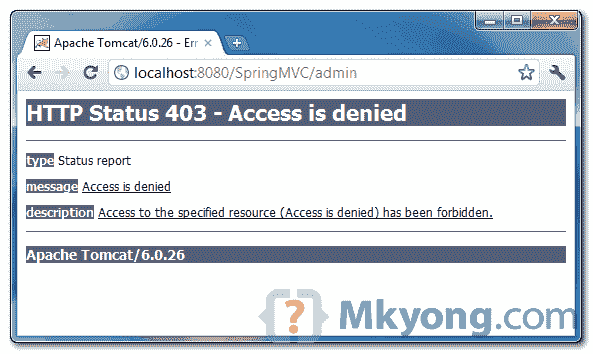 Apache Tomcat/6.0.26 - Err
localhost:8080/SpringMVC/admin
HTTP Status 403 - Access is denied
type Status report
message Access is denied
description Access to the specified resource (Access is denied) has been forbidden.
Apache Tomcat/6.0.26
Mkyong.com